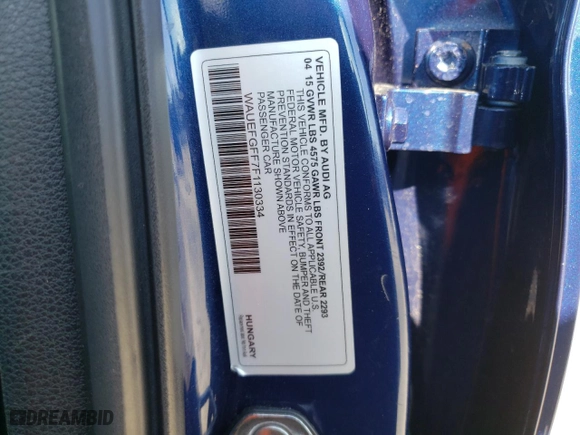 VEHICLE MFD. BY AUDI AG
04 15 GVWR LBS 4575 GAWR LBS FRONT 2392/REAR 2293
THIS VEHICLE CONFORMS TO ALL APPLICABLE U.S.
FEDERAL MOTOR VEHICLE SAFETY, BUMPER AND THEFT
PREVENTION STANDARDS IN EFFECT ON THE DATE OF
MANUFACTURE SHOWN ABOVE
PASSENGER CAR
WAUEFGFF7F1130334
HUNGARY
DREAMBID